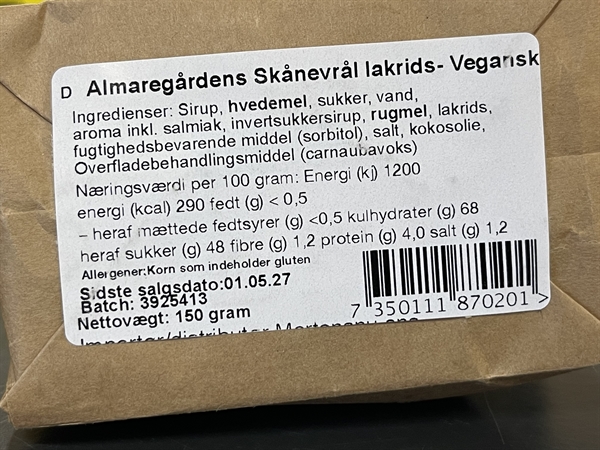 D Almaregårdens Skånevrål lakrids- Vegansk
Ingredienser: Sirup, hvedemel, sukker, vand,
aroma inkl. salmiak, invertsukkersirup, rugmel, lakrids,
fugtighedsbevarende middel (sorbitol), salt, kokosolie,
Overfladebehandlingsmiddel (carnaubavoks)
Næringsværdi per 100 gram: Energi (kj) 1200
energi (kcal) 290 fedt (g) < 0,5
– heraf mættede fedtsyrer (g) <0,5 kulhydrater (g) 68
heraf sukker (g) 48 fibre (g) 1,2 protein (g) 4,0 salt (g) 1,2
Allergener:Korn som indeholder gluten
Sidste salgsdato:01.05.27
Batch: 3925413
Nettovægt: 150 gram
7 350111 870201 >
Importør/distributør